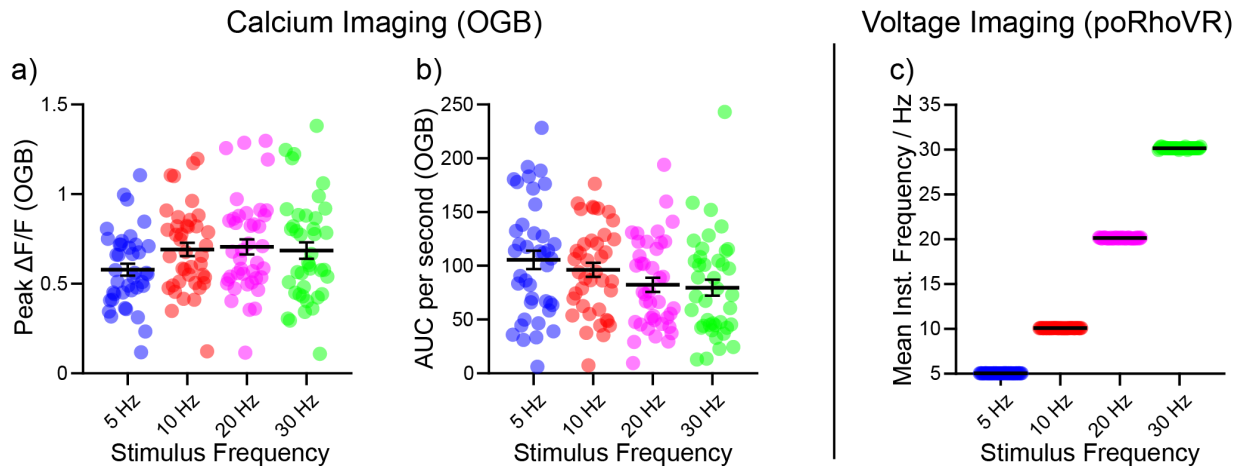 Calcium Imaging (OGB)
Voltage Imaging (poRhoVR)
a)
Peak ΔF/F (OGB)
1.5
1
0.5
0
5 Hz
10 Hz
20 Hz
30 Hz
Stimulus Frequency
b)
AUC per second (OGB)
250
200
150
100
50
0
5 Hz
10 Hz
20 Hz
30 Hz
Stimulus Frequency
c)
Mean Inst. Frequency / Hz
35
30
25
20
15
10
5
5 Hz
10 Hz
20 Hz
30 Hz
Stimulus Frequency